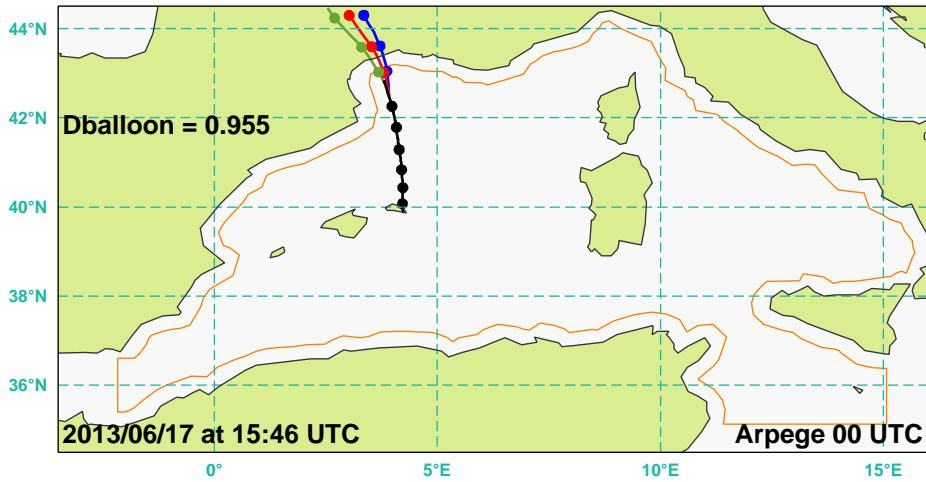 44°N
42°N
Dballoon = 0.955
40°N
38°N
36°N
2013/06/17 at 15:46 UTC
Arpege 00 UTC
0°
5°E
10°E
15°E